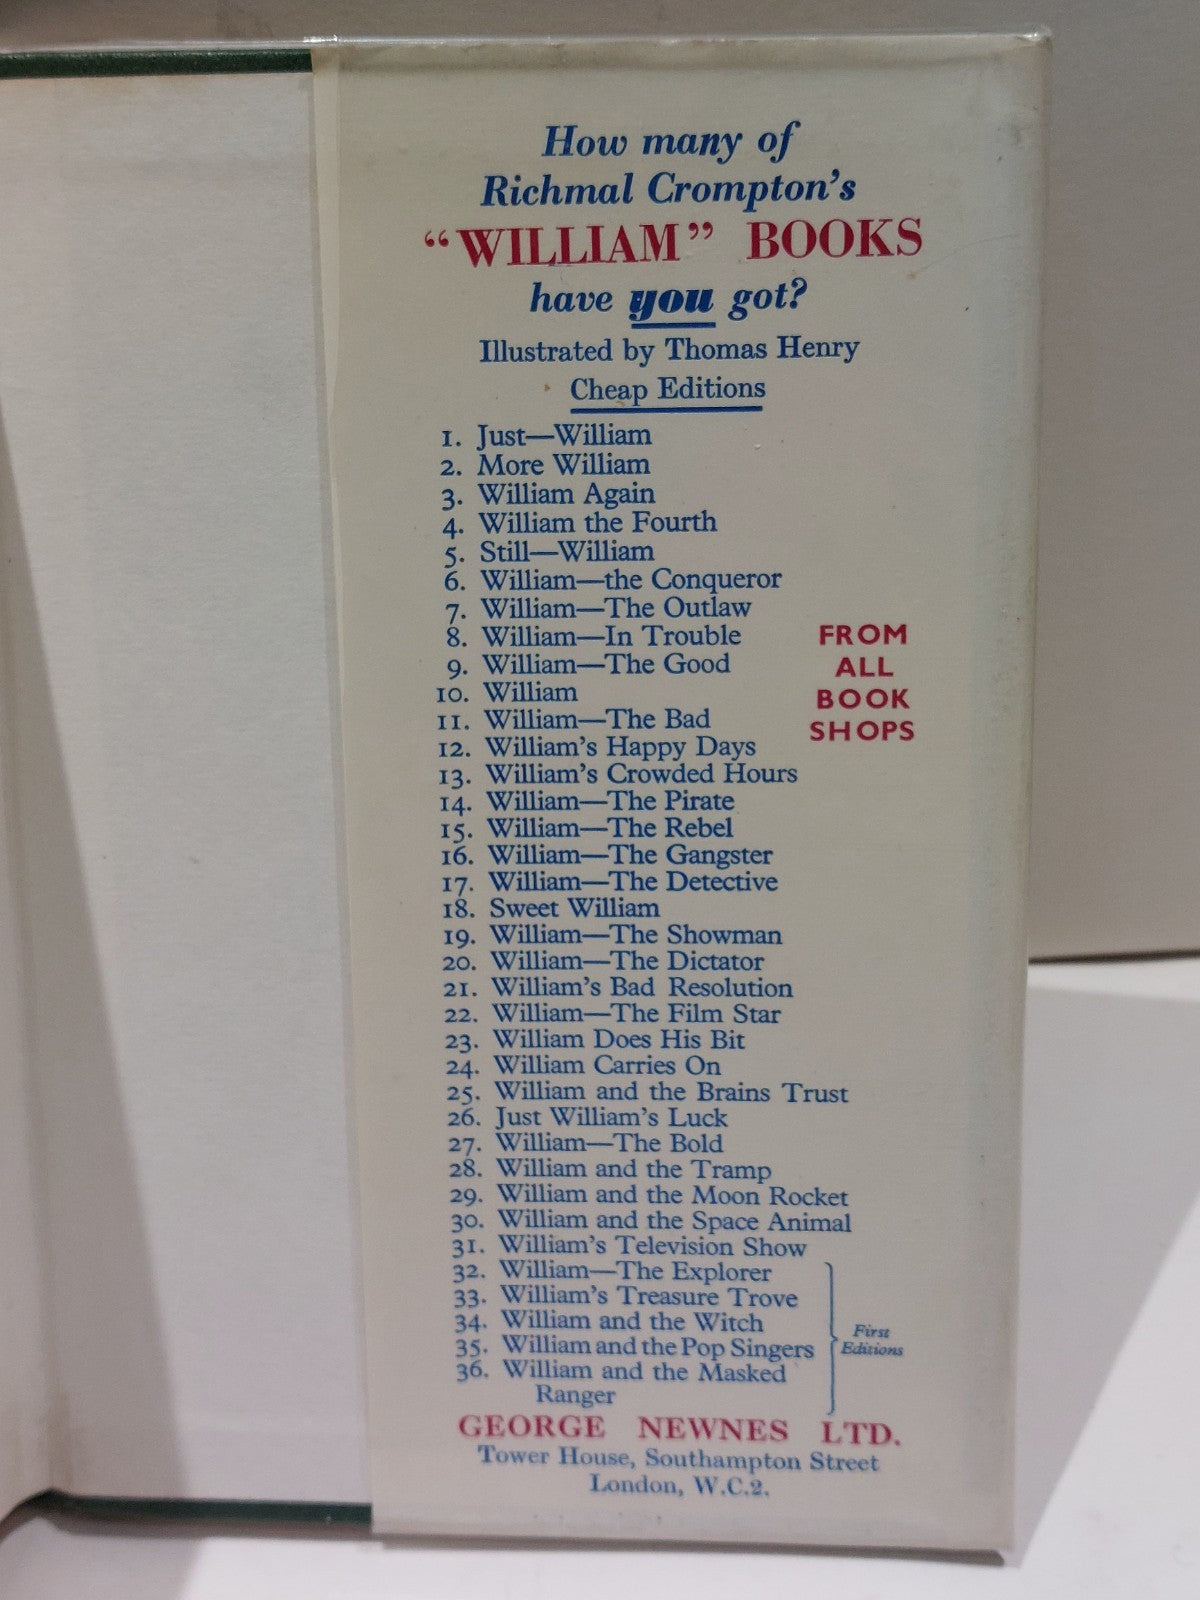 How many of
Richmal Crompton's
"WILLIAM" BOOKS
have you got?
Illustrated by Thomas Henry
Cheap Editions
1. Just—William
2. More William
3. William Again
4. William the Fourth
5. Still—William
6. William—the Conqueror
7. William—The Outlaw
8. William—In Trouble
9. William—The Good
10. William
11. William—The Bad
12. William's Happy Days
13. William's Crowded Hours
14. William—The Pirate
15. William—The Rebel
16. William—The Gangster
17. William—The Detective
18. Sweet William
19. William—The Showman
20. William—The Dictator
21. William's Bad Resolution
22. William—The Film Star
23. William Does His Bit
24. William Carries On
25. William and the Brains Trust
26. Just William's Luck
27. William—The Bold
28. William and the Tramp
29. William and the Moon Rocket
30. William and the Space Animal
31. William's Television Show
32. William—The Explorer
33. William's Treasure Trove
34. William and the Witch
35. William and the Pop Singers
36. William and the Masked
Ranger
FROM
ALL
BOOK
SHOPS
First
Editions
GEORGE NEWNES LTD.
Tower House, Southampton Street
London, W.C.2.